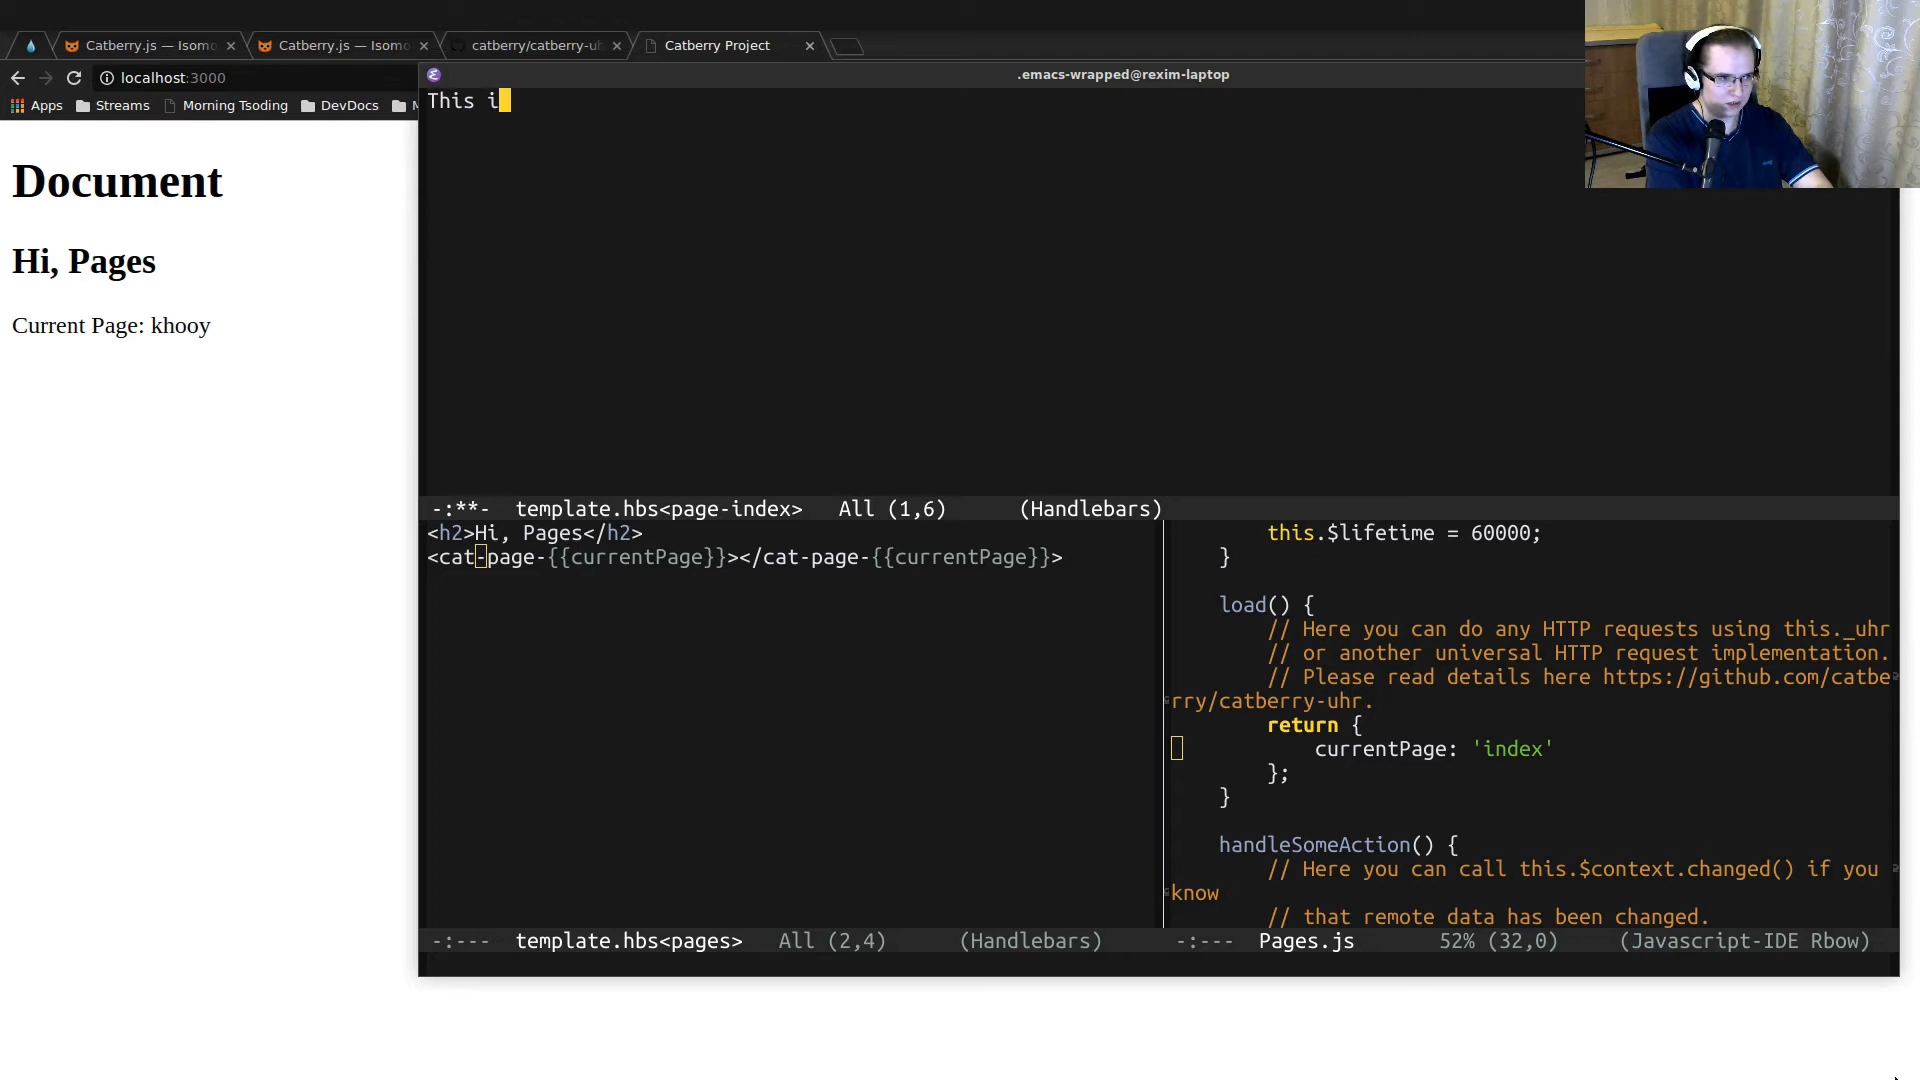 Catberry.js — Isomo
Catberry.js — Isomo
catberry/catberry-uh
Catberry Project
localhost:3000
Apps
Streams
Morning Tsoding
DevDocs
.emacs-wrapped@rexim-laptop
Document
Hi, Pages
Current Page: khooy
This i
-:**-  template.hbs<page-index>   All (1,6)      (Handlebars)
<h2>Hi, Pages</h2>
<cat-page-{{currentPage}}></cat-page-{{currentPage}}>
-:---  template.hbs<pages>   All (2,4)      (Handlebars)
this.$lifetime = 60000;
}
load() {
// Here you can do any HTTP requests using this._uhr
// or another universal HTTP request implementation.
// Please read details here https://github.com/catbe
rry/catberry-uhr.
return {
currentPage: 'index'
};
}
handleSomeAction() {
// Here you can call this.$context.changed() if you
know
// that remote data has been changed.
-:---  Pages.js       52% (32,0)     (Javascript-IDE Rbow)